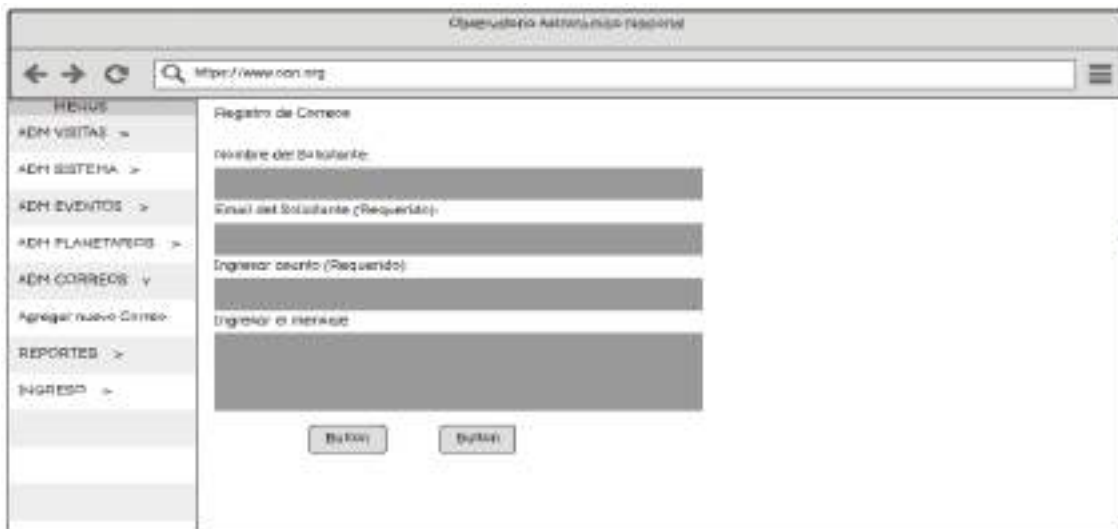 Observatorio Astronomico Nacional
https://www.oan.org
MENUS
ADM VISITAS >
ADM SISTEMA >
ADM EVENTOS >
ADM PLANETARIOS >
ADM CORREOS v
Agregar nuevo Correo
REPORTES >
INGRESO >
Registro de Correos
Nombre del Solicitante:
Email del Solicitante (Requerido):
Ingresar asunto (Requerido)
Ingresar el mensaje
Button
Button